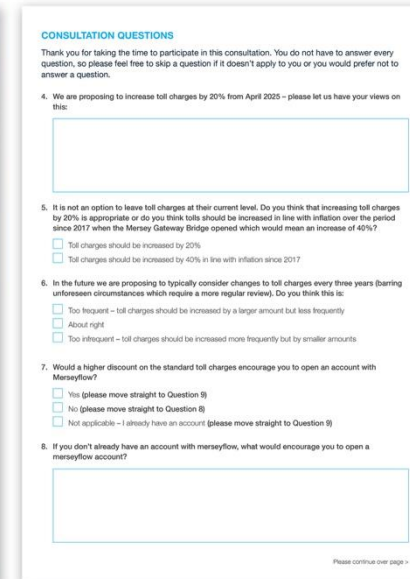 CONSULTATION QUESTIONS
Thank you for taking the time to participate in this consultation. You do not have to answer every
question, so please feel free to skip a question if it doesn't apply to you or you would prefer not to
answer a question.
4. We are proposing to increase toll charges by 20% from April 2025 – please let us have your views on
this:
5. It is not an option to leave toll charges at their current level. Do you think that increasing toll charges
by 20% is appropriate or do you think tolls should be increased in line with inflation over the period
since 2017 when the Mersey Gateway Bridge opened which would mean an increase of 40%?
Toll charges should be increased by 20%
Toll charges should be increased by 40% in line with inflation since 2017
6. In the future we are proposing to typically consider changes to toll charges every three years (barring
unforeseen circumstances which require a more regular review). Do you think this is:
Too frequent – toll charges should be increased by a larger amount but less frequently
About right
Too infrequent – toll charges should be increased more frequently but by smaller amounts
7. Would a higher discount on the standard toll charges encourage you to open an account with
Merseyflow?
Yes (please move straight to Question 9)
No (please move straight to Question 8)
Not applicable – I already have an account (please move straight to Question 9)
8. If you don't already have an account with merseyflow, what would encourage you to open a
merseyflow account?
Please continue over page >